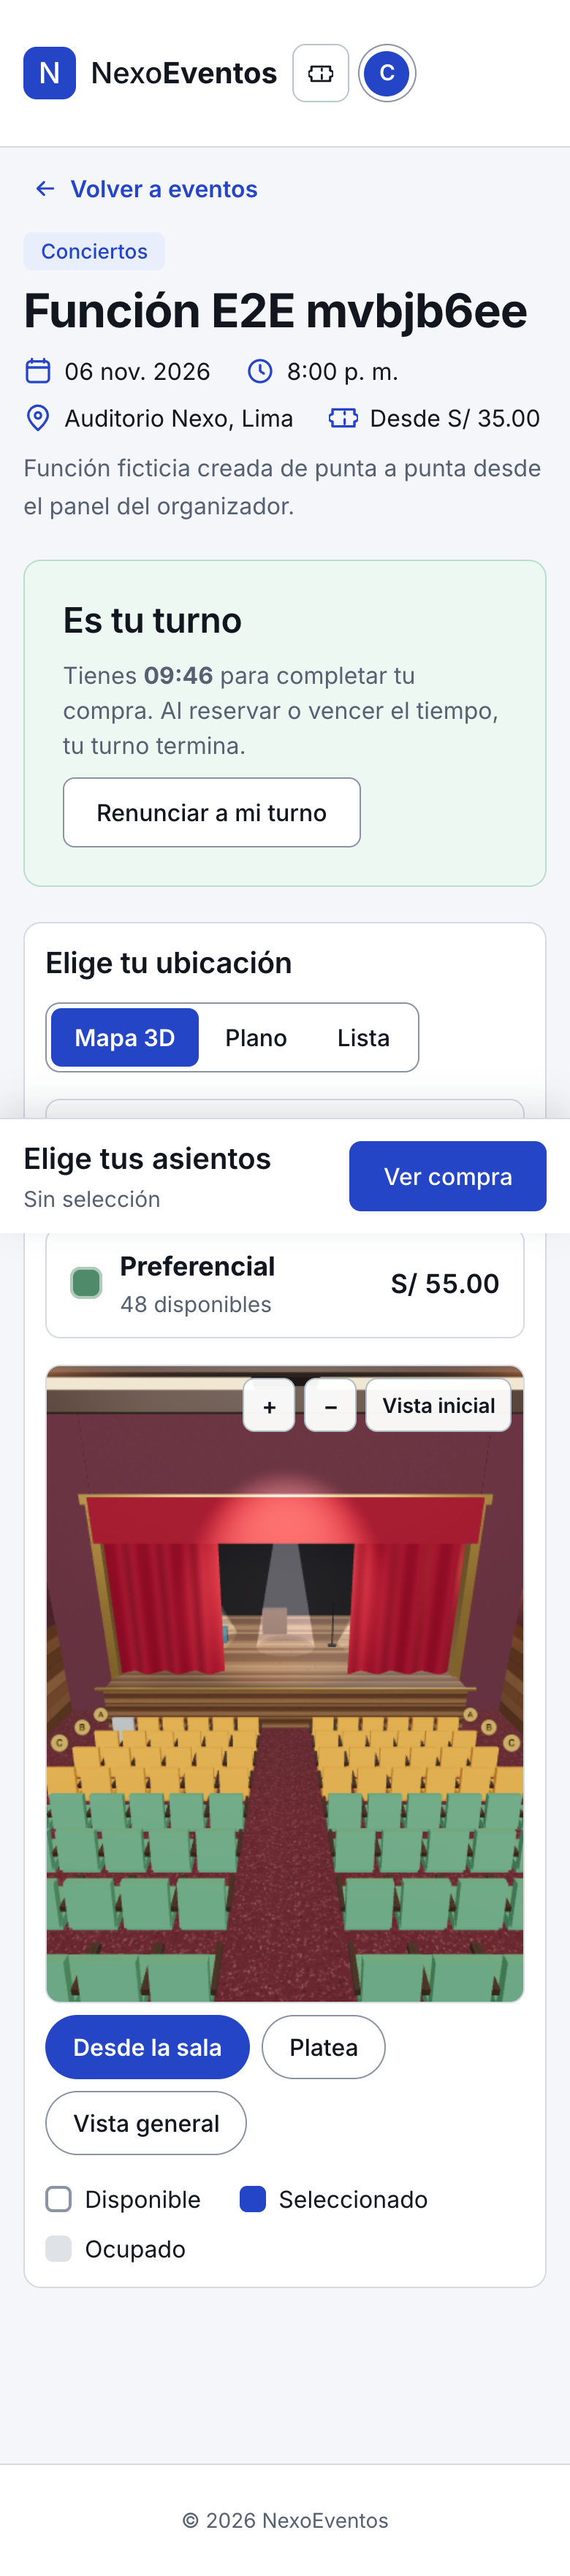 N NexoEventos C
← Volver a eventos
Conciertos
Función E2E mvbjb6ee
06 nov. 2026 8:00 p. m.
Auditorio Nexo, Lima Desde S/ 35.00
Función ficticia creada de punta a punta desde
el panel del organizador.
Es tu turno
Tienes 09:46 para completar tu
compra. Al reservar o vencer el tiempo,
tu turno termina.
Renunciar a mi turno
Elige tu ubicación
Mapa 3D Plano Lista
Elige tus asientos
Sin selección
Ver compra
Preferencial
48 disponibles
S/ 55.00
+ − Vista inicial
A A
B B
C C
Desde la sala Platea
Vista general
Disponible Seleccionado
Ocupado
© 2026 NexoEventos